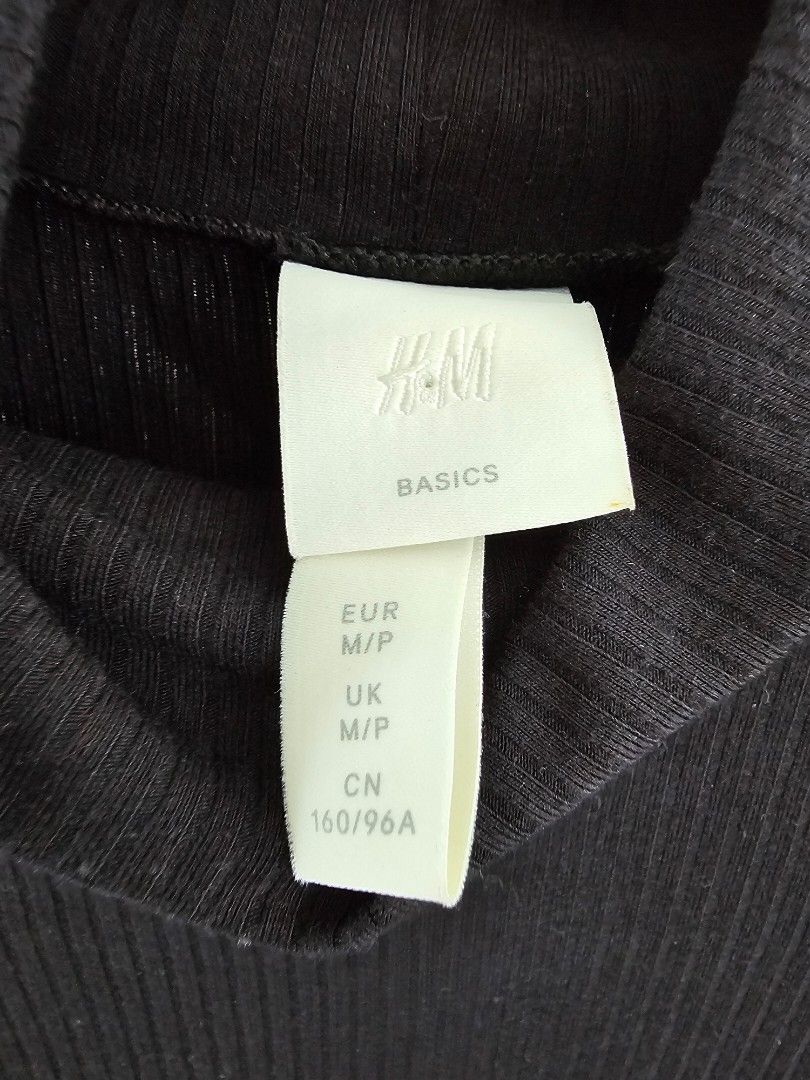 H&M
BASICS
EUR
M/P
UK
M/P
CN
160/96A